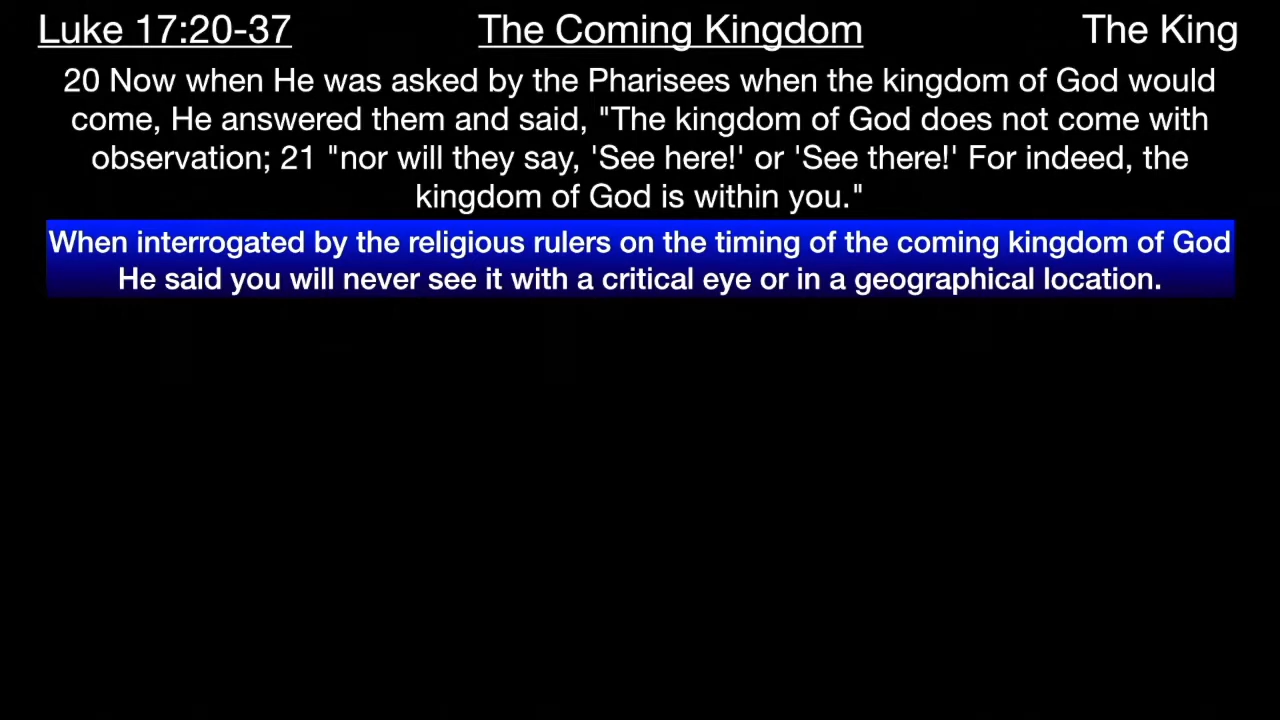 Luke 17:20-37 The Coming Kingdom The King
20 Now when He was asked by the Pharisees when the kingdom of God would
come, He answered them and said, "The kingdom of God does not come with
observation; 21 "nor will they say, 'See here!' or 'See there!' For indeed, the
kingdom of God is within you."
When interrogated by the religious rulers on the timing of the coming kingdom of God
He said you will never see it with a critical eye or in a geographical location.